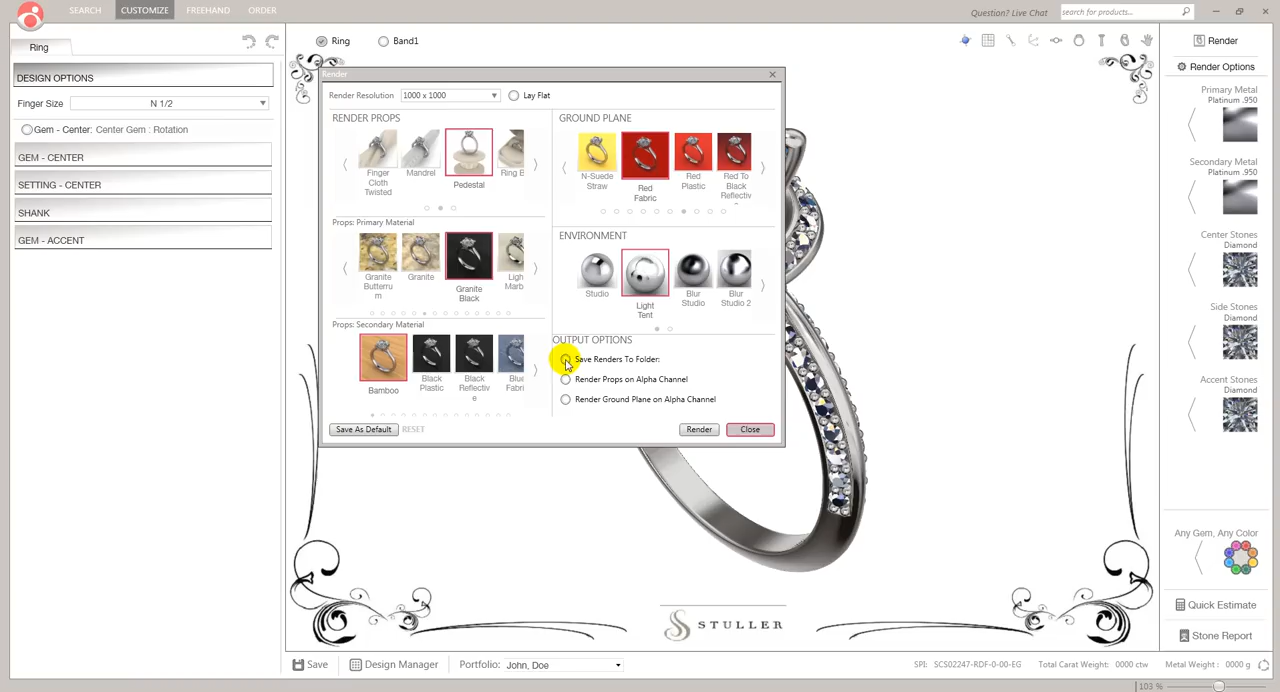 SEARCH
CUSTOMIZE
FREEHAND
ORDER
Question? Live Chat
search for products...
Ring
Ring
Band1
Render
Render Options
DESIGN OPTIONS
Finger Size
N 1/2
Gem - Center: Center Gem : Rotation
GEM - CENTER
SETTING - CENTER
SHANK
GEM - ACCENT
Render
Render Resolution
1000 x 1000
Lay Flat
RENDER PROPS
Finger
Cloth
Twisted
Mandrel
Pedestal
Ring B
Props: Primary Material
Granite
Butterru
m
Granite
Granite
Black
Ligh
Marb
Props: Secondary Material
Bamboo
Black
Plastic
Black
Reflectiv
e
Blue
Fabri
GROUND PLANE
N-Suede
Straw
Red
Fabric
Red
Plastic
Red To
Black
Reflectiv
ENVIRONMENT
Studio
Light
Tent
Blur
Studio
Blur
Studio 2
OUTPUT OPTIONS
Save Renders To Folder:
Render Props on Alpha Channel
Render Ground Plane on Alpha Channel
Save As Default
RESET
Render
Close
Primary Metal
Platinum .950
Secondary Metal
Platinum .950
Center Stones
Diamond
Side Stones
Diamond
Accent Stones
Diamond
Any Gem, Any Color
Quick Estimate
Stone Report
STULLER
Save
Design Manager
Portfolio:
John, Doe
SPI: SCS02247-RDF-0-00-EG
Total Carat Weight: 0000 ctw
Metal Weight : 0000 g
103 %